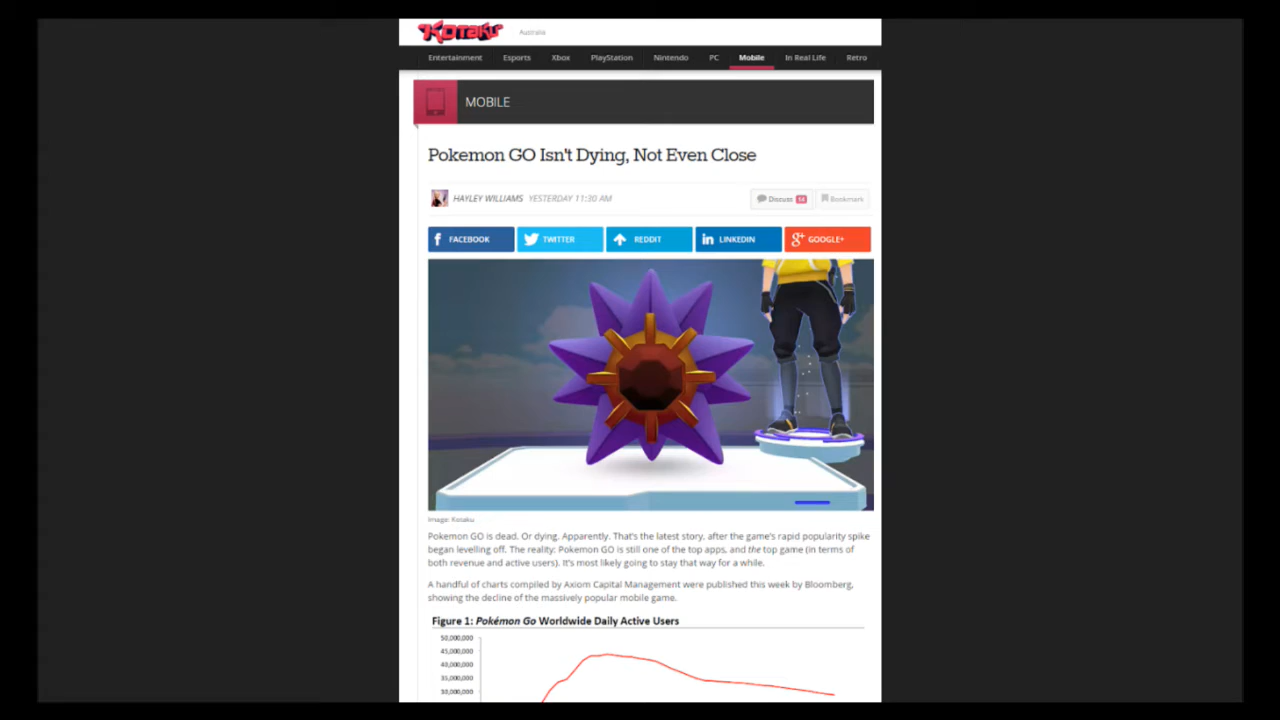 KOTAKU
Australia
Entertainment Esports Xbox PlayStation Nintendo PC Mobile In Real Life Retro
MOBILE
Pokemon GO Isn't Dying, Not Even Close
HAYLEY WILLIAMS YESTERDAY 11:30 AM
Discuss 14 Bookmark
FACEBOOK TWITTER REDDIT LINKEDIN GOOGLE+
Image: Kotaku
Pokemon GO is dead. Or dying. Apparently. That's the latest story, after the game's rapid popularity spike
began levelling off. The reality: Pokemon GO is still one of the top apps, and the top game (in terms of
both revenue and active users). It's most likely going to stay that way for a while.
A handful of charts compiled by Axiom Capital Management were published this week by Bloomberg,
showing the decline of the massively popular mobile game.
Figure 1: Pokémon Go Worldwide Daily Active Users
50,000,000
45,000,000
40,000,000
35,000,000
30,000,000